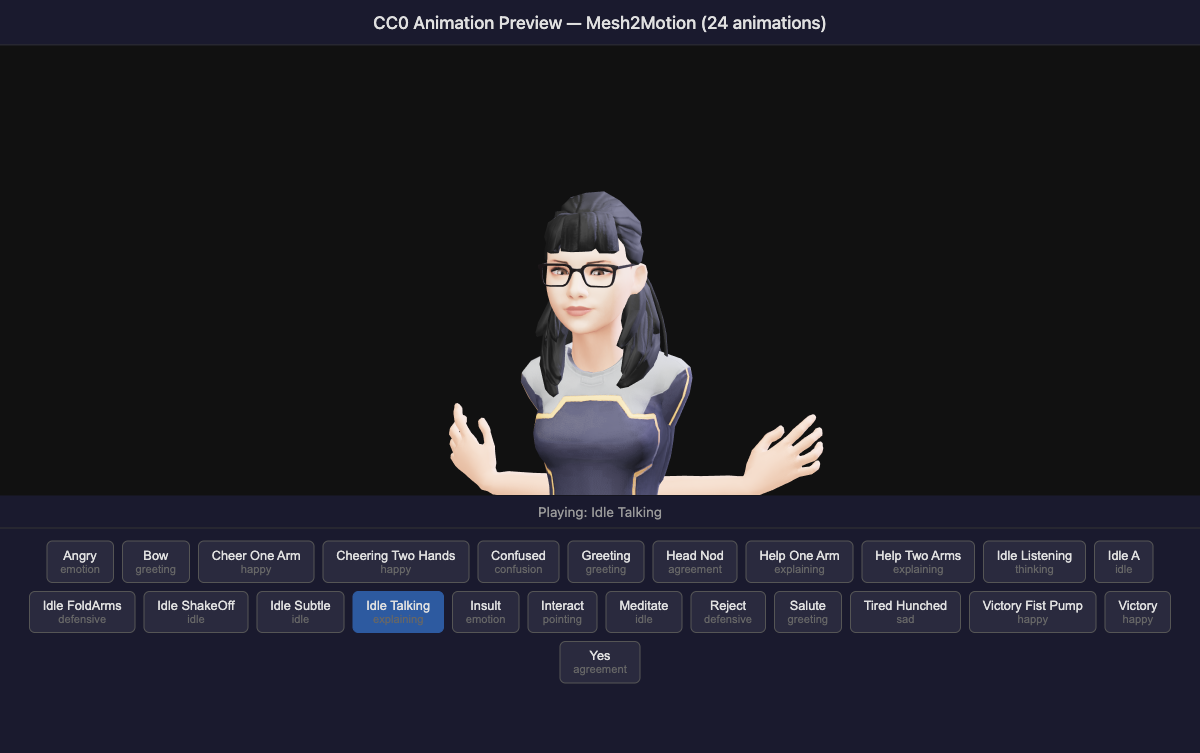 CC0 Animation Preview — Mesh2Motion (24 animations)
Playing: Idle Talking
Angry
emotion
Bow
greeting
Cheer One Arm
happy
Cheering Two Hands
happy
Confused
confusion
Greeting
greeting
Head Nod
agreement
Help One Arm
explaining
Help Two Arms
explaining
Idle Listening
thinking
Idle A
idle
Idle FoldArms
defensive
Idle ShakeOff
idle
Idle Subtle
idle
Idle Talking
explaining
Insult
emotion
Interact
pointing
Meditate
idle
Reject
defensive
Salute
greeting
Tired Hunched
sad
Victory Fist Pump
happy
Victory
happy
Yes
agreement